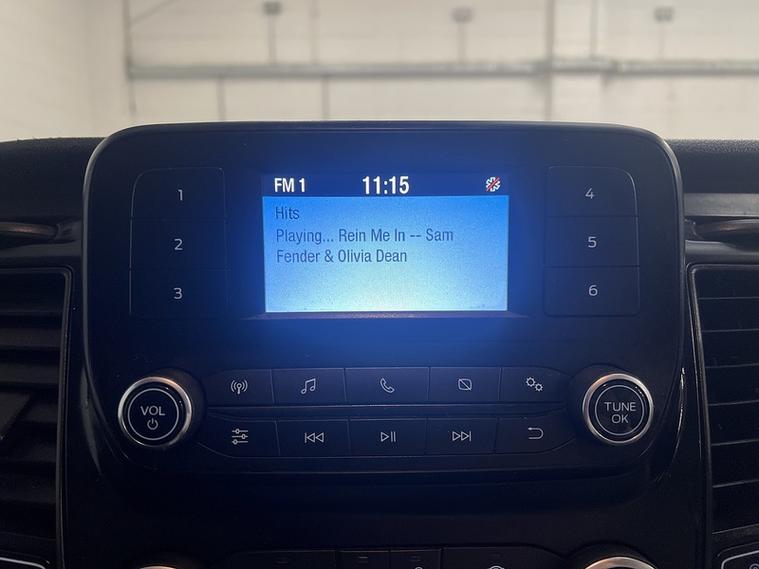 FM 1 11:15
Hits
Playing... Rein Me In -- Sam
Fender & Olivia Dean
1
2
3
4
5
6
VOL
TUNE
OK